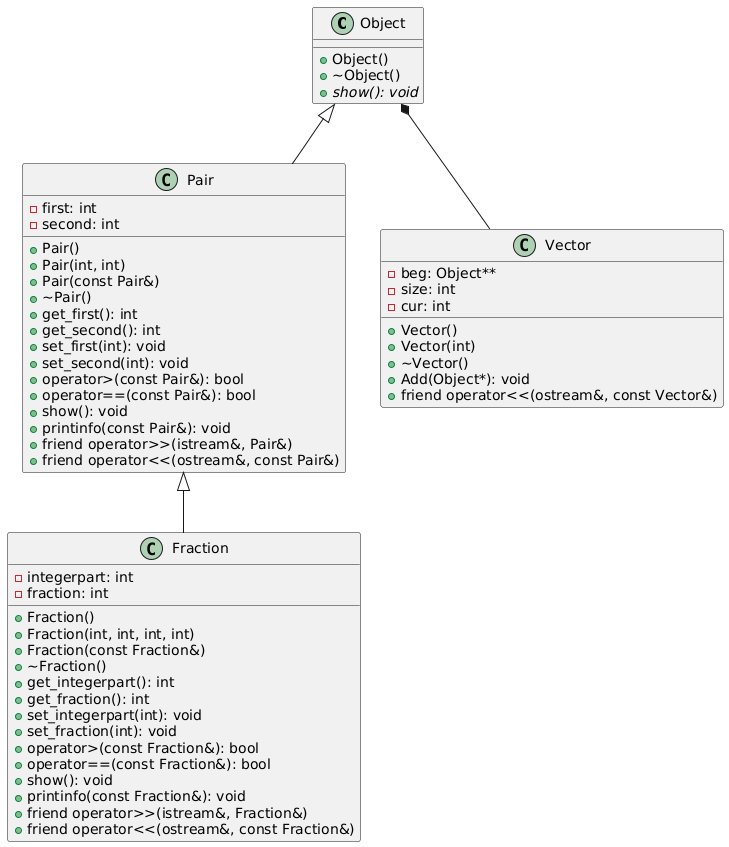 C Object
Object()
~Object()
show(): void
C Pair
first: int
second: int
Pair()
Pair(int, int)
Pair(const Pair&)
~Pair()
get_first(): int
get_second(): int
set_first(int): void
set_second(int): void
operator>(const Pair&): bool
operator==(const Pair&): bool
show(): void
printinfo(const Pair&): void
friend operator>>(istream&, Pair&)
friend operator<<(ostream&, const Pair&)
C Vector
beg: Object**
size: int
cur: int
Vector()
Vector(int)
~Vector()
Add(Object*): void
friend operator<<(ostream&, const Vector&)
C Fraction
integerpart: int
fraction: int
Fraction()
Fraction(int, int, int, int)
Fraction(const Fraction&)
~Fraction()
get_integerpart(): int
get_fraction(): int
set_integerpart(int): void
set_fraction(int): void
operator>(const Fraction&): bool
operator==(const Fraction&): bool
show(): void
printinfo(const Fraction&): void
friend operator>>(istream&, Fraction&)
friend operator<<(ostream&, const Fraction&)